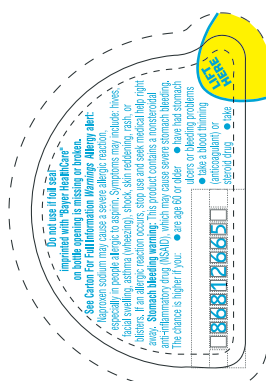 LIFT
HERE
Do not use if foil seal
imprinted with "Bayer HealthCare"
on bottle opening is missing or broken.
See Carton For Full Information Warnings Allergy alert:
Naproxen sodium may cause a severe allergic reaction,
especially in people allergic to aspirin. Symptoms may include: hives,
facial swelling, asthma (wheezing), shock, skin reddening, rash, or
blisters. If an allergic reaction occurs, stop use and seek medical help right
away. Stomach bleeding warning: This product contains a nonsteroidal
anti-inflammatory drug (NSAID), which may cause severe stomach bleeding.
The chance is higher if you: ● are age 60 or older ● have had stomach
ulcers or bleeding problems
● take a blood thinning
(anticoagulant) or
steroid drug ● take
86812665